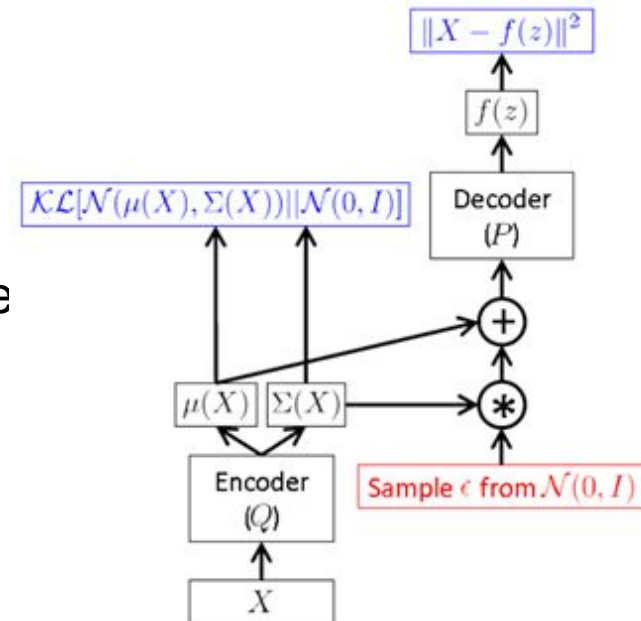 ‖X − f(z)‖²
f(z)
𝒦ℒ[𝒩(μ(X), Σ(X))||𝒩(0, I)]
Decoder
(P)
e
+
μ(X) Σ(X)
*
Encoder
(Q)
Sample ϵ from 𝒩(0, I)
X